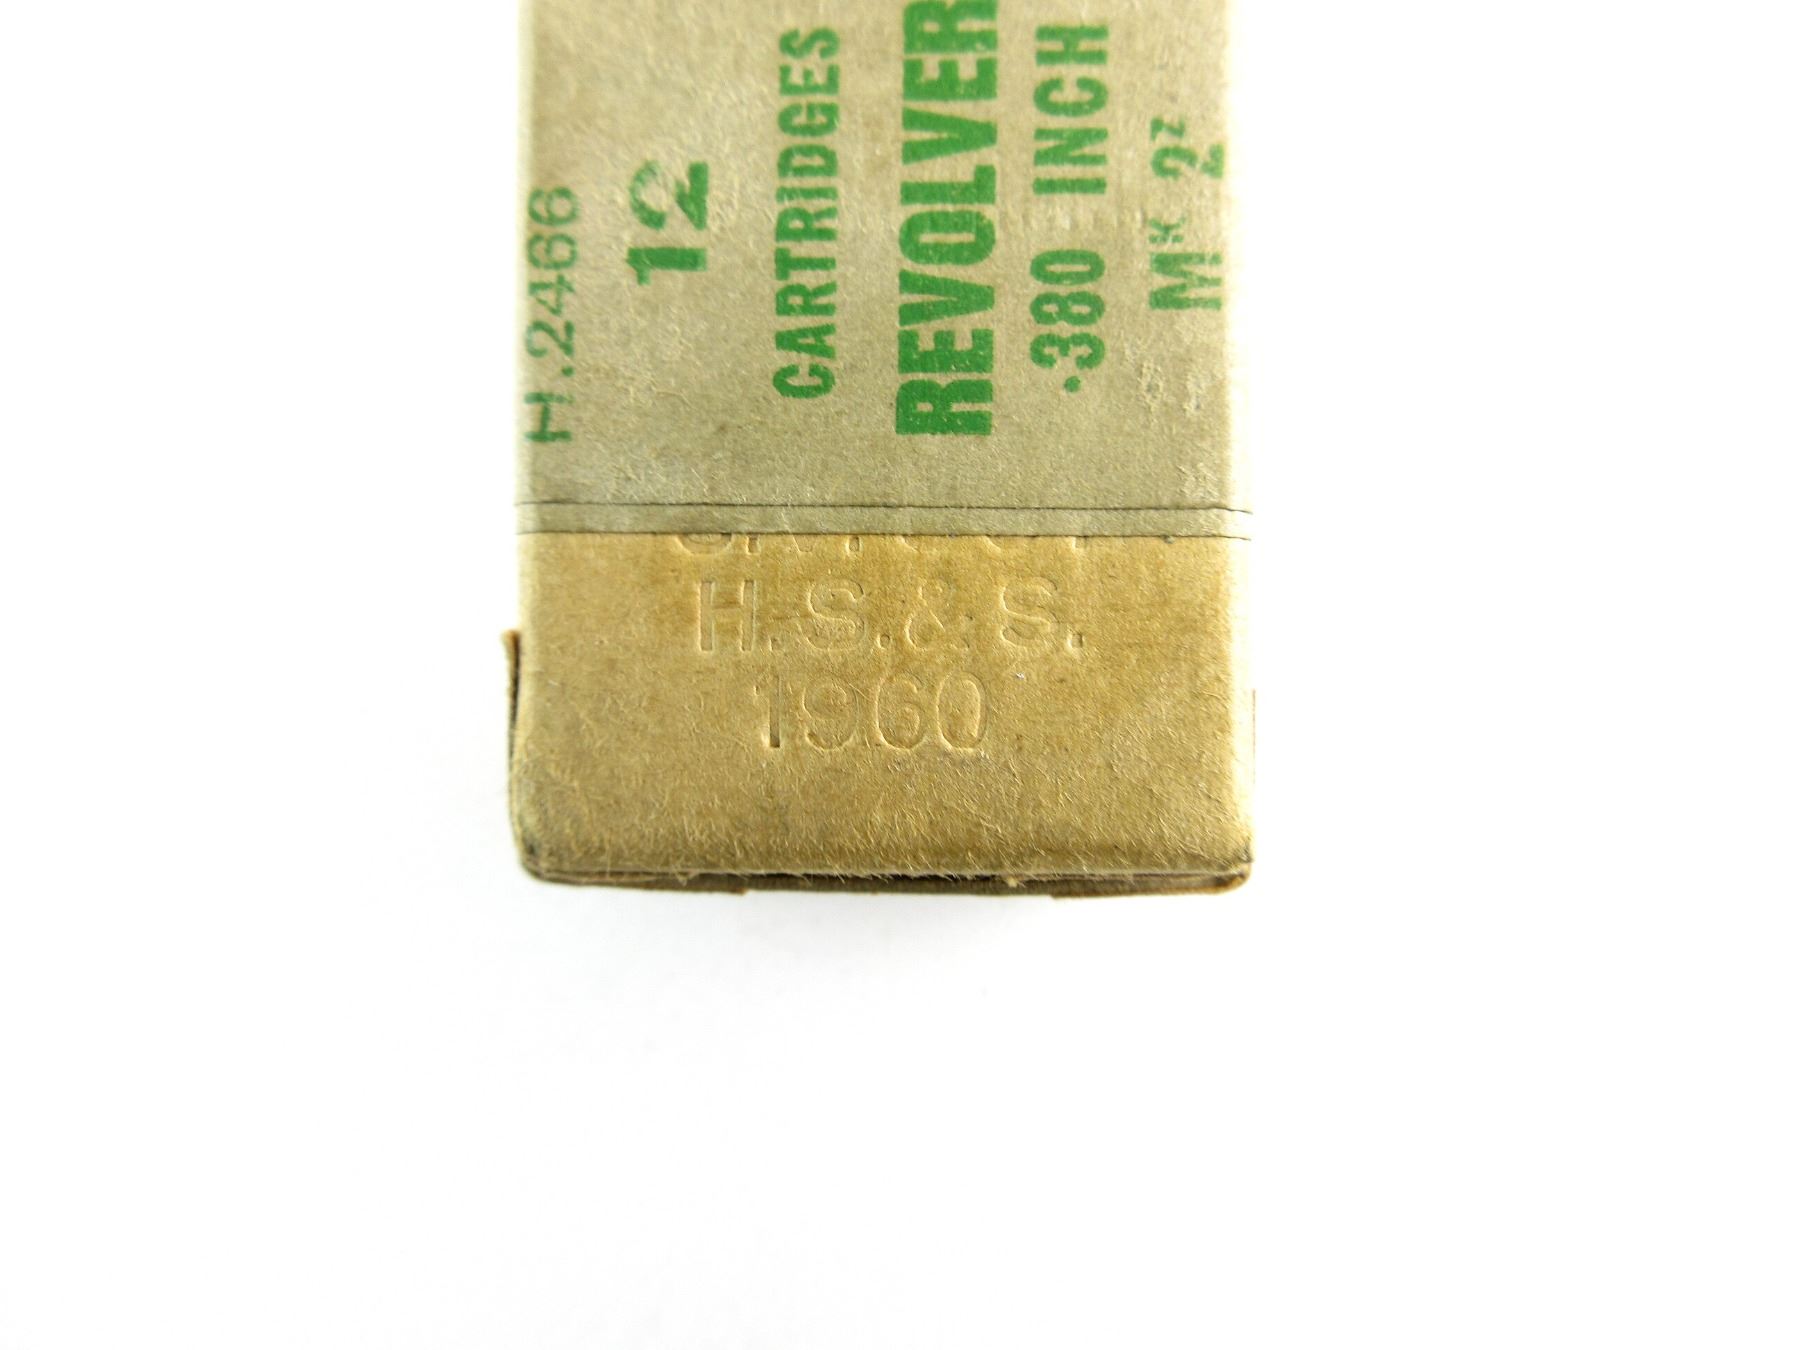 H.2466
12
CARTRIDGES
REVOLVER
.380 INCH
Mᴷ 2ᶻ
H.S.&S.
1960